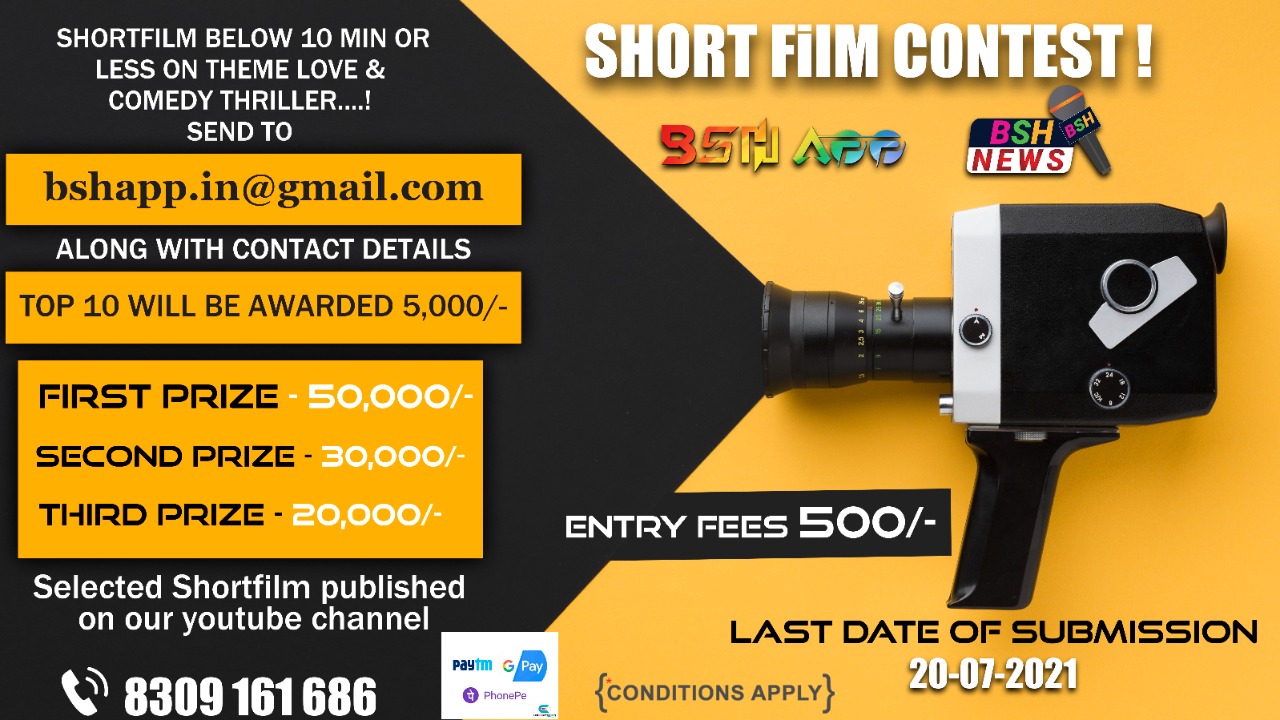 SHORTFILM BELOW 10 MIN OR
LESS ON THEME LOVE &
COMEDY THRILLER....!
SEND TO
bshapp.in@gmail.com
ALONG WITH CONTACT DETAILS
TOP 10 WILL BE AWARDED 5,000/-
FIRST PRIZE - 50,000/-
SECOND PRIZE - 30,000/-
THIRD PRIZE - 20,000/-
Selected Shortfilm published
on our youtube channel
8309 161 686
Paytm G Pay
PhonePe
SHORT FilM CONTEST !
BSH APP
BSH BSH
NEWS
ENTRY FEES 500/-
LAST DATE OF SUBMISSION
20-07-2021
{*CONDITIONS APPLY}